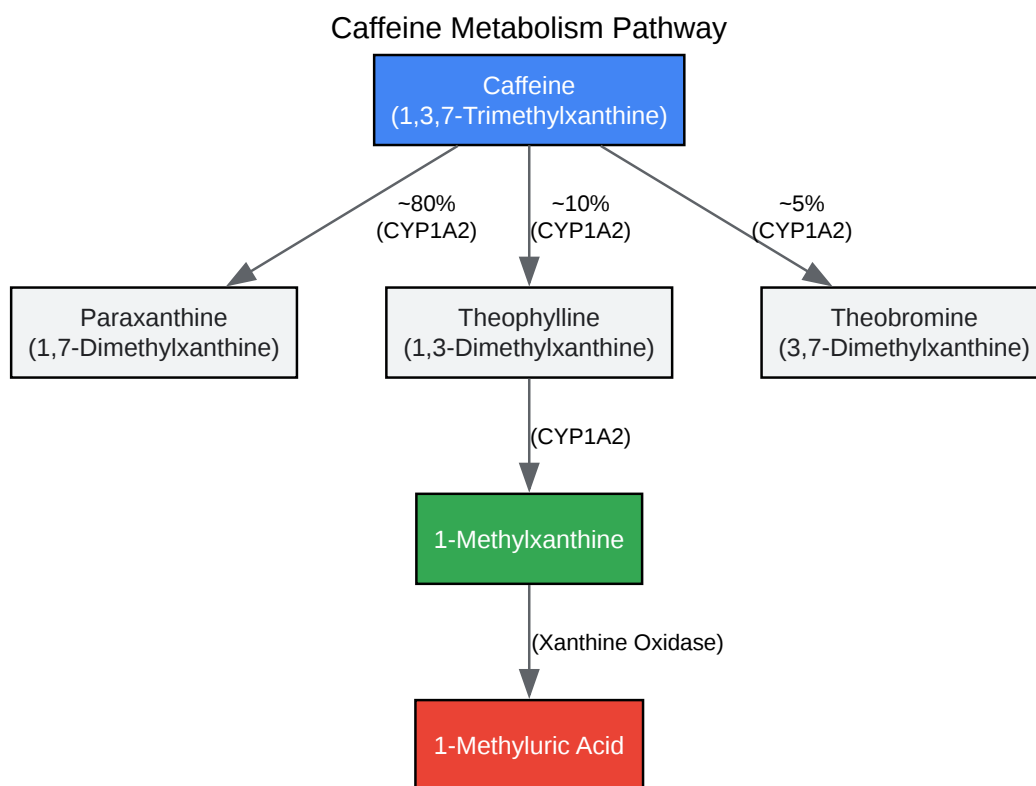 Caffeine Metabolism Pathway
Caffeine
(1,3,7-Trimethylxanthine)
~80%
(CYP1A2)
~10%
(CYP1A2)
~5%
(CYP1A2)
Paraxanthine
(1,7-Dimethylxanthine)
Theophylline
(1,3-Dimethylxanthine)
Theobromine
(3,7-Dimethylxanthine)
(CYP1A2)
1-Methylxanthine
(Xanthine Oxidase)
1-Methyluric Acid